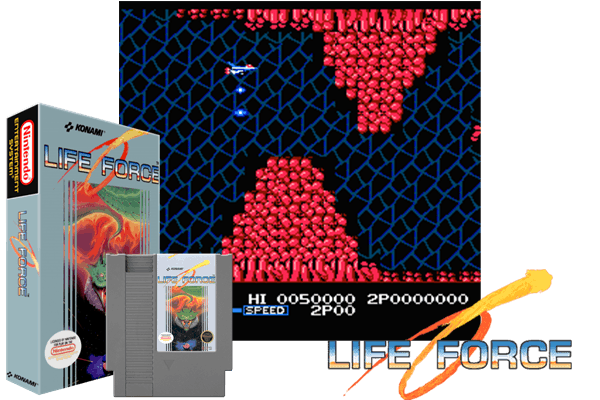 Nintendo
ENTERTAINMENT
SYSTEM
KONAMI
LIFE FORCE
LIFE FORCE
Nintendo
KONAMI
KONAMI
LIFE FORCE
HI 0050000 2P0000000
SPEED 2P00
LIFE FORCE